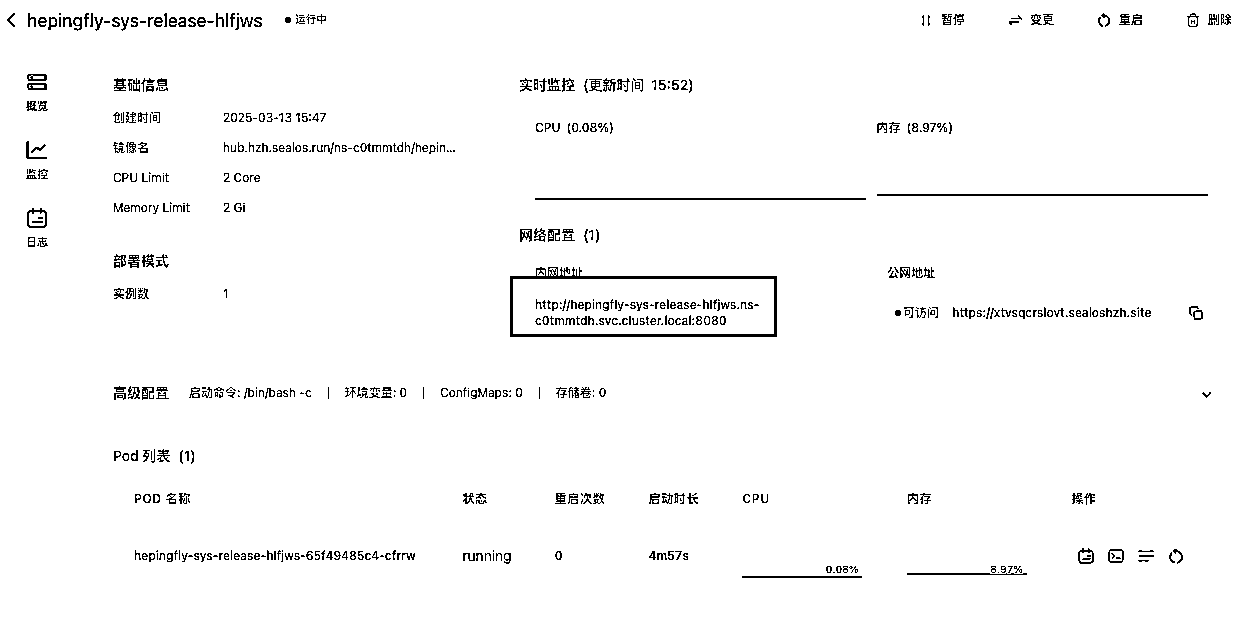 hepingfly-sys-release-hlfjws
运行中
暂停
变更
重启
删除
概览
监控
日志
基础信息
创建时间 2025-03-13 15:47
镜像名 hub.hzh.sealos.run/ns-c0tmmtdh/hepin...
CPU Limit 2 Core
Memory Limit 2 Gi
部署模式
实例数 1
实时监控 (更新时间 15:52)
CPU (0.08%)
内存 (8.97%)
网络配置 (1)
内网地址
http://hepingfly-sys-release-hlfjws.ns-
c0tmmtdh.svc.cluster.local:8080
公网地址
可访问 https://xtvsqcrslovt.sealoshzh.site
高级配置 启动命令: /bin/bash -c | 环境变量: 0 | ConfigMaps: 0 | 存储卷: 0
Pod 列表 (1)
POD 名称 状态 重启次数 启动时长 CPU 内存 操作
hepingfly-sys-release-hlfjws-65f49485c4-cfrrw running 0 4m57s 0.08% 8.97%